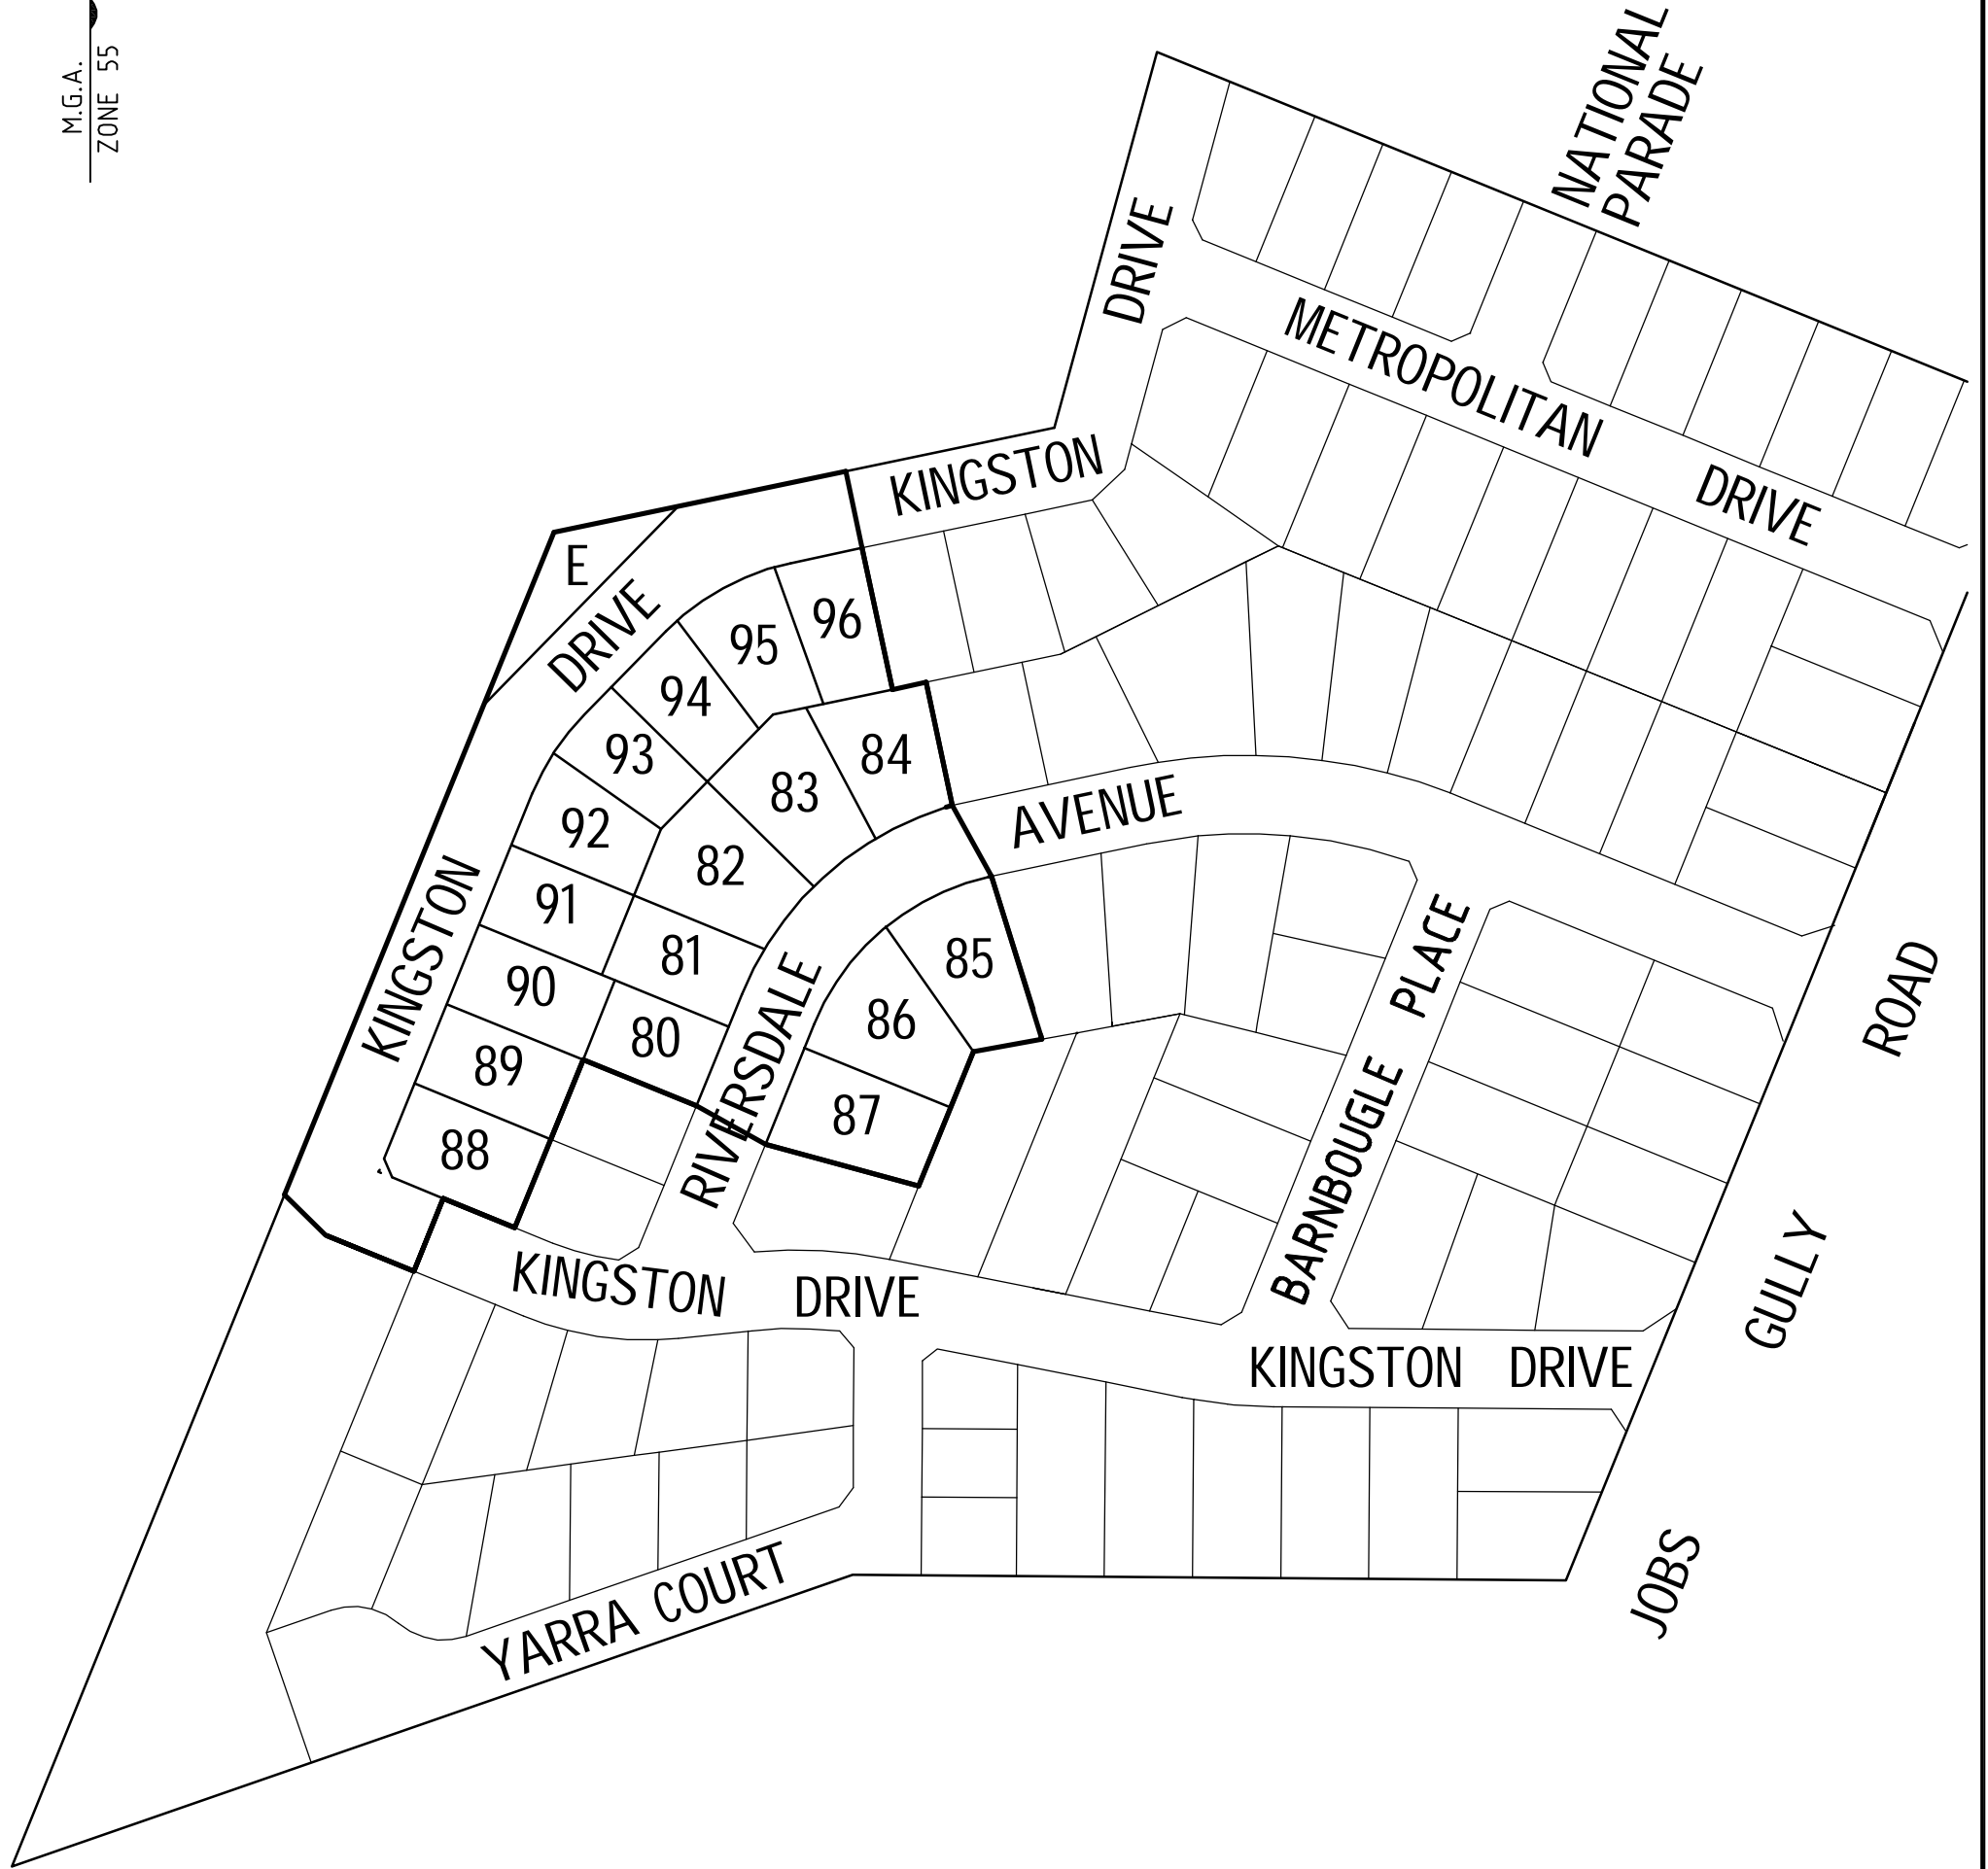 M.G.A.
ZONE 55
NATIONAL
PARADE
DRIVE
METROPOLITAN
DRIVE
KINGSTON
E
DRIVE
96
95
94
93
84
83
92
82
AVENUE
91
81
85
90
80
86
89
87
88
KINGSTON
RIVERSDALE
PLACE
BARNBOUGLE
ROAD
GULLY
JOBS
KINGSTON DRIVE
KINGSTON DRIVE
YARRA COURT